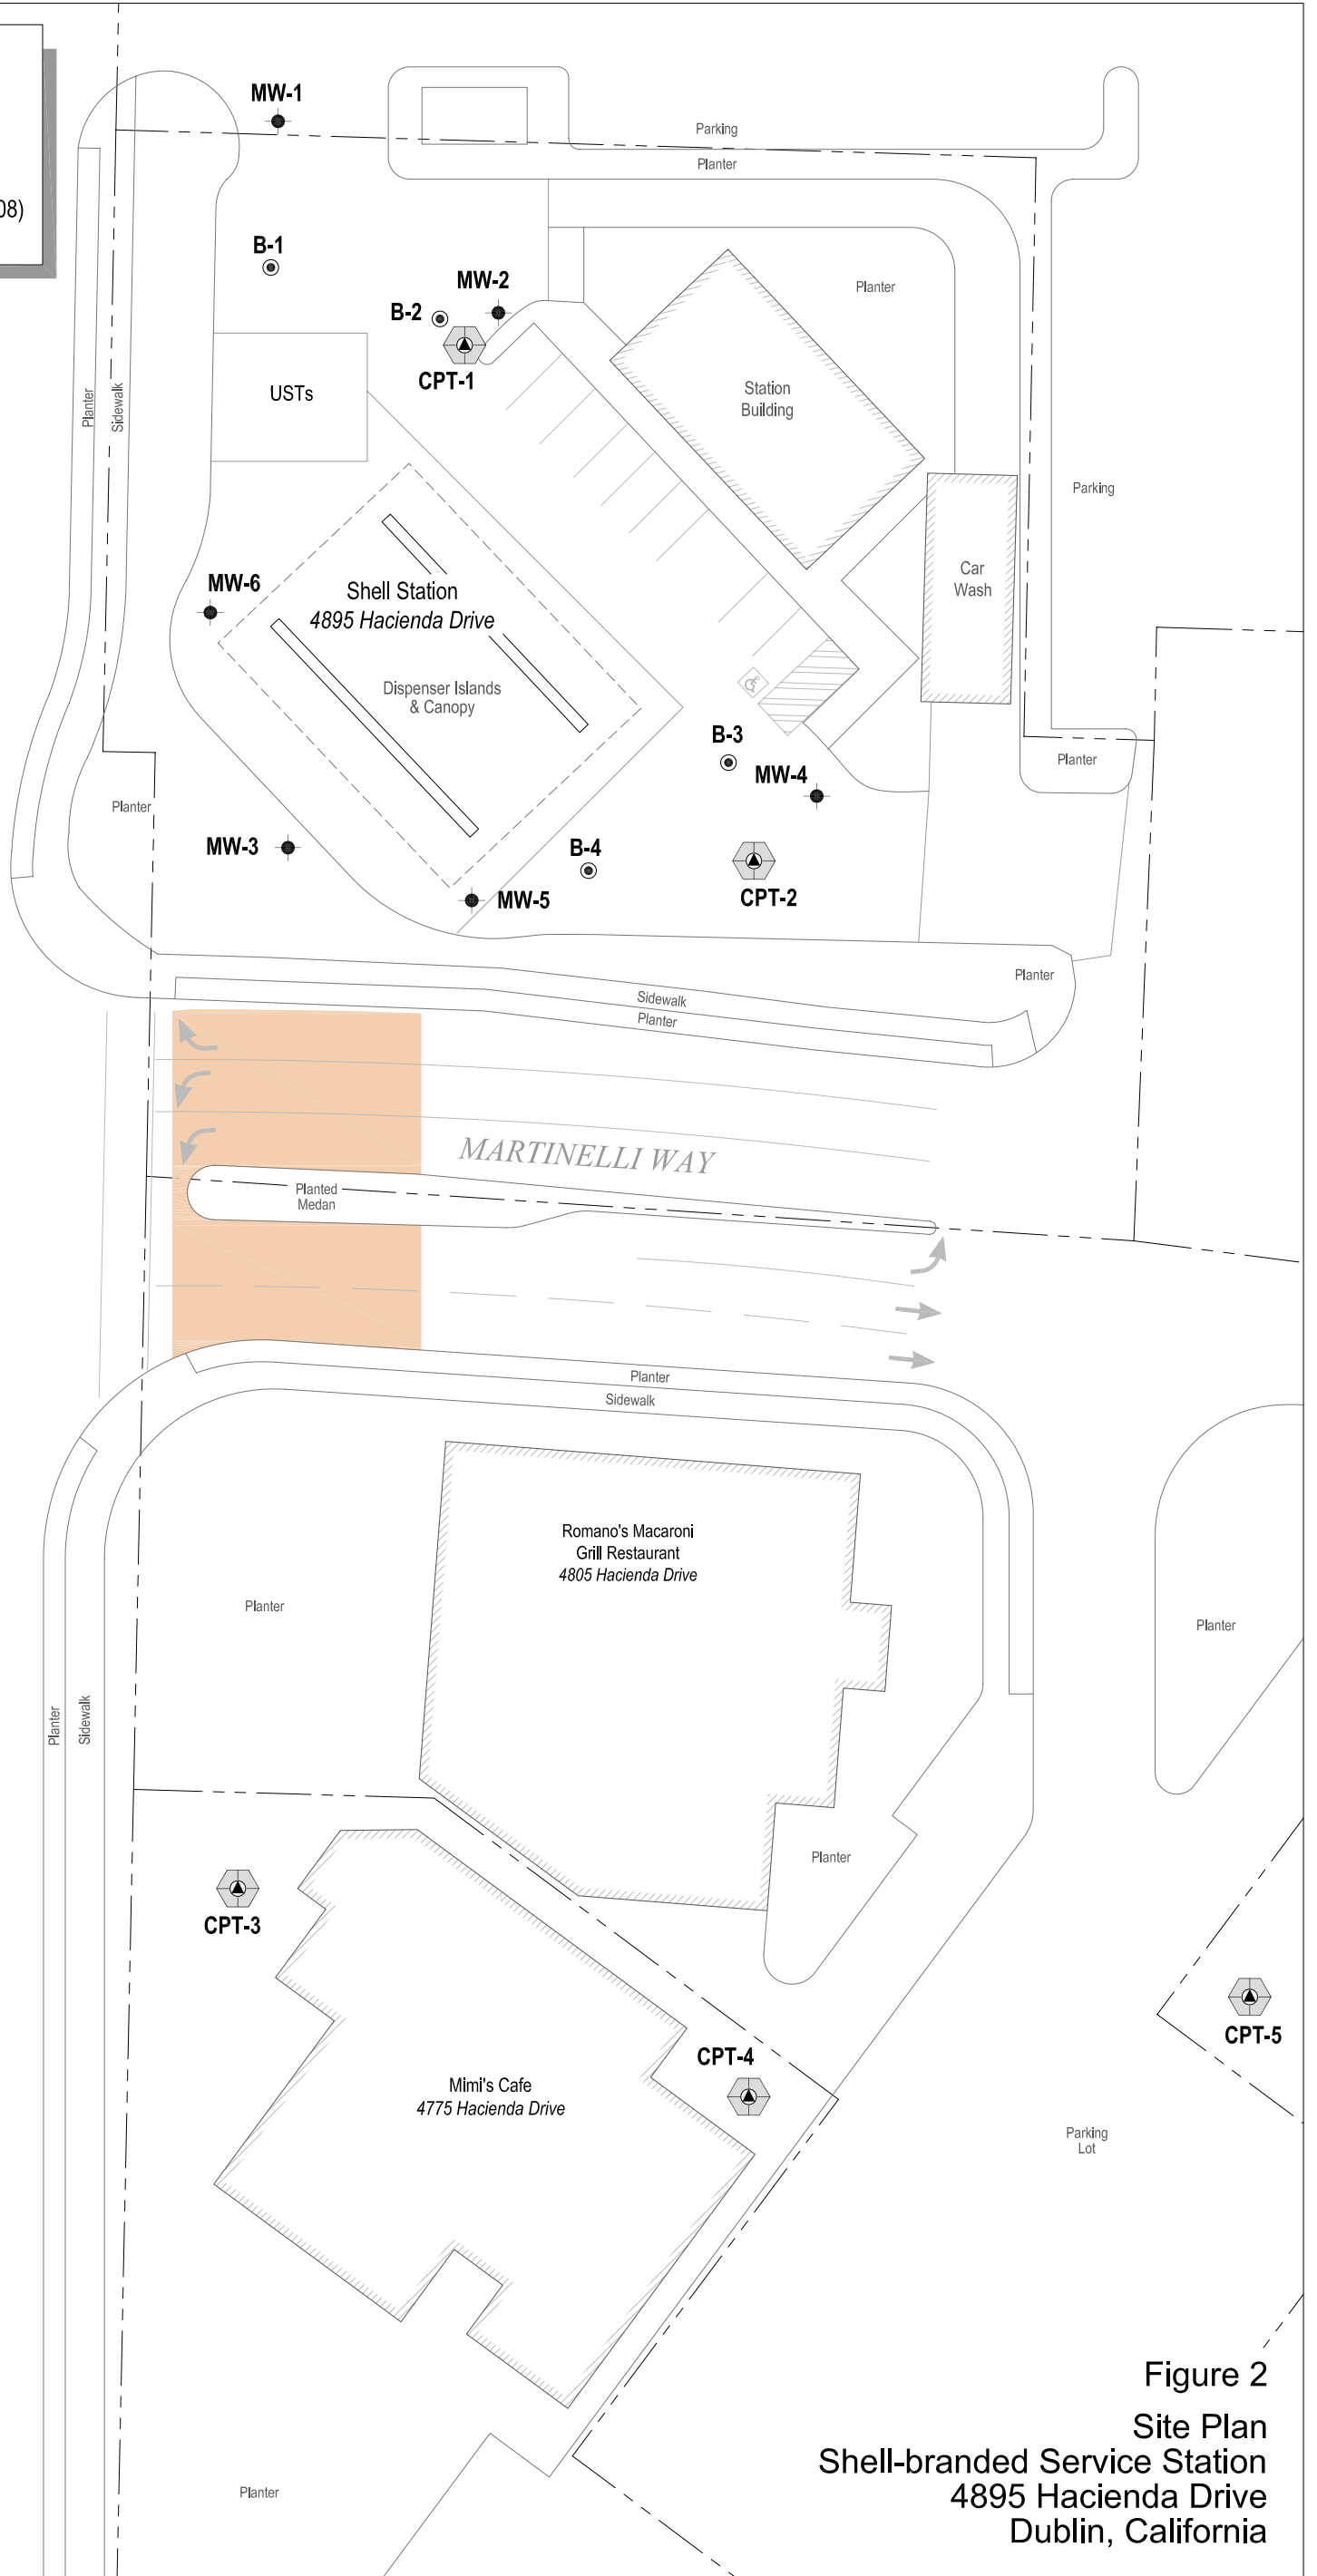 MW-1
Parking
Planter
08)
B-1
MW-2
Planter
B-2
CPT-1
Station
Building
USTs
Planter
Sidewalk
Parking
Car
Wash
MW-6
Shell Station
4895 Hacienda Drive
Dispenser Islands
& Canopy
B-3
MW-4
Planter
Planter
MW-3
B-4
CPT-2
MW-5
Planter
Sidewalk
Planter
MARTINELLI WAY
Planted
Medan
Planter
Sidewalk
Romano's Macaroni
Grill Restaurant
4805 Hacienda Drive
Planter
Planter
Planter
Sidewalk
Planter
CPT-3
CPT-5
CPT-4
Mimi's Cafe
4775 Hacienda Drive
Parking
Lot
Planter
Figure 2
Site Plan
Shell-branded Service Station
4895 Hacienda Drive
Dublin, California